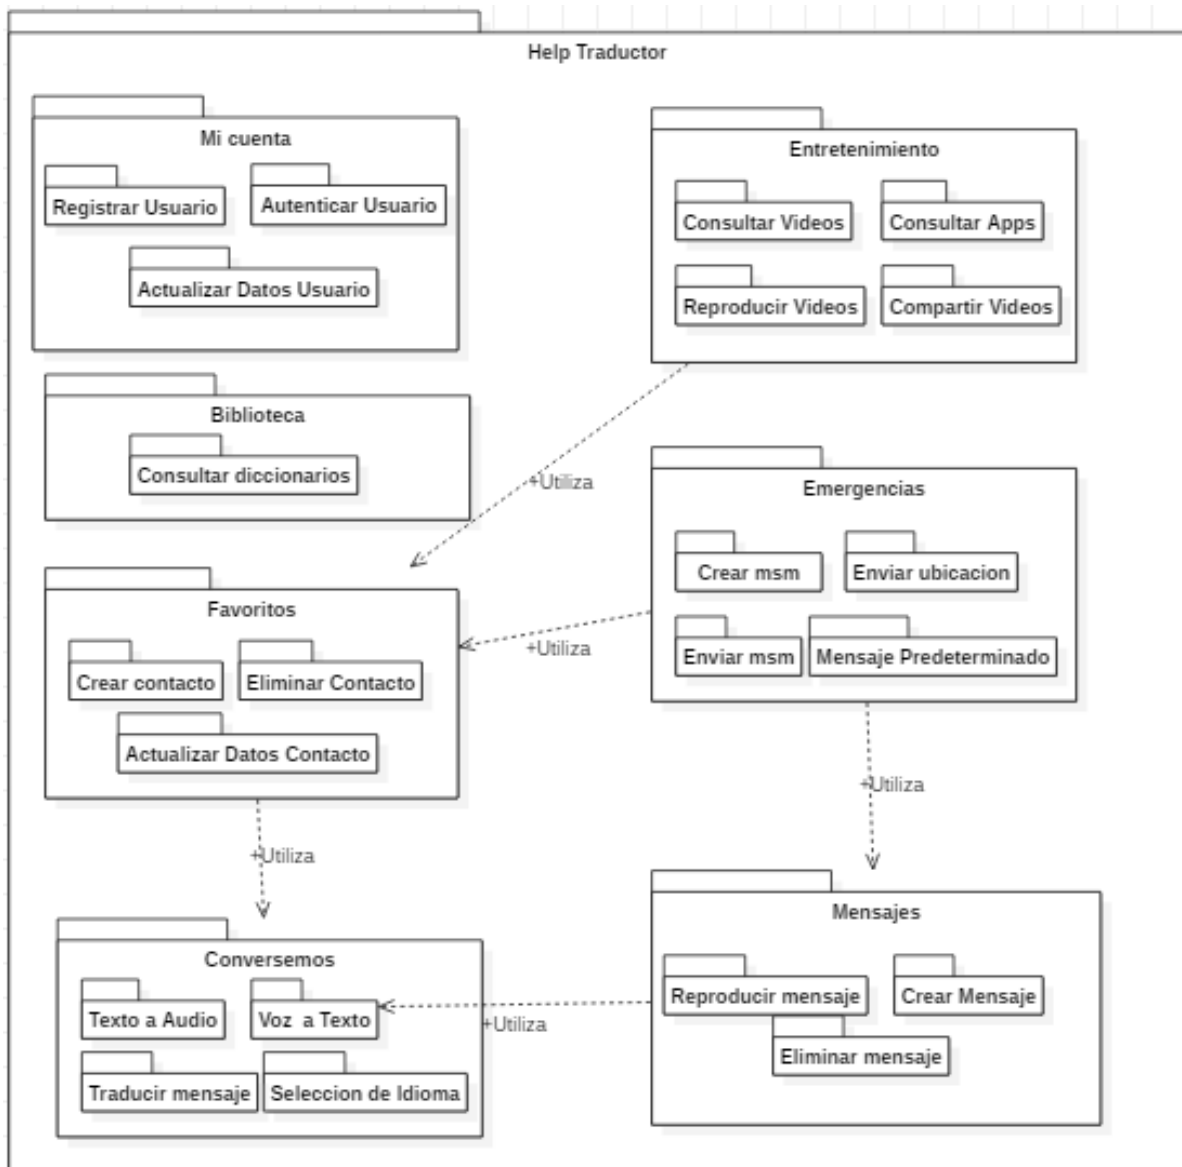 Help Traductor
Mi cuenta
Registrar Usuario
Autenticar Usuario
Actualizar Datos Usuario
Entretenimiento
Consultar Videos
Consultar Apps
Reproducir Videos
Compartir Videos
Biblioteca
Consultar diccionarios
+Utiliza
Emergencias
Crear msm
Enviar ubicacion
Enviar msm
Mensaje Predeterminado
Favoritos
Crear contacto
Eliminar Contacto
Actualizar Datos Contacto
+Utiliza
+Utiliza
+Utiliza
Conversemos
Texto a Audio
Voz a Texto
Traducir mensaje
Seleccion de Idioma
+Utiliza
Mensajes
Reproducir mensaje
Crear Mensaje
Eliminar mensaje